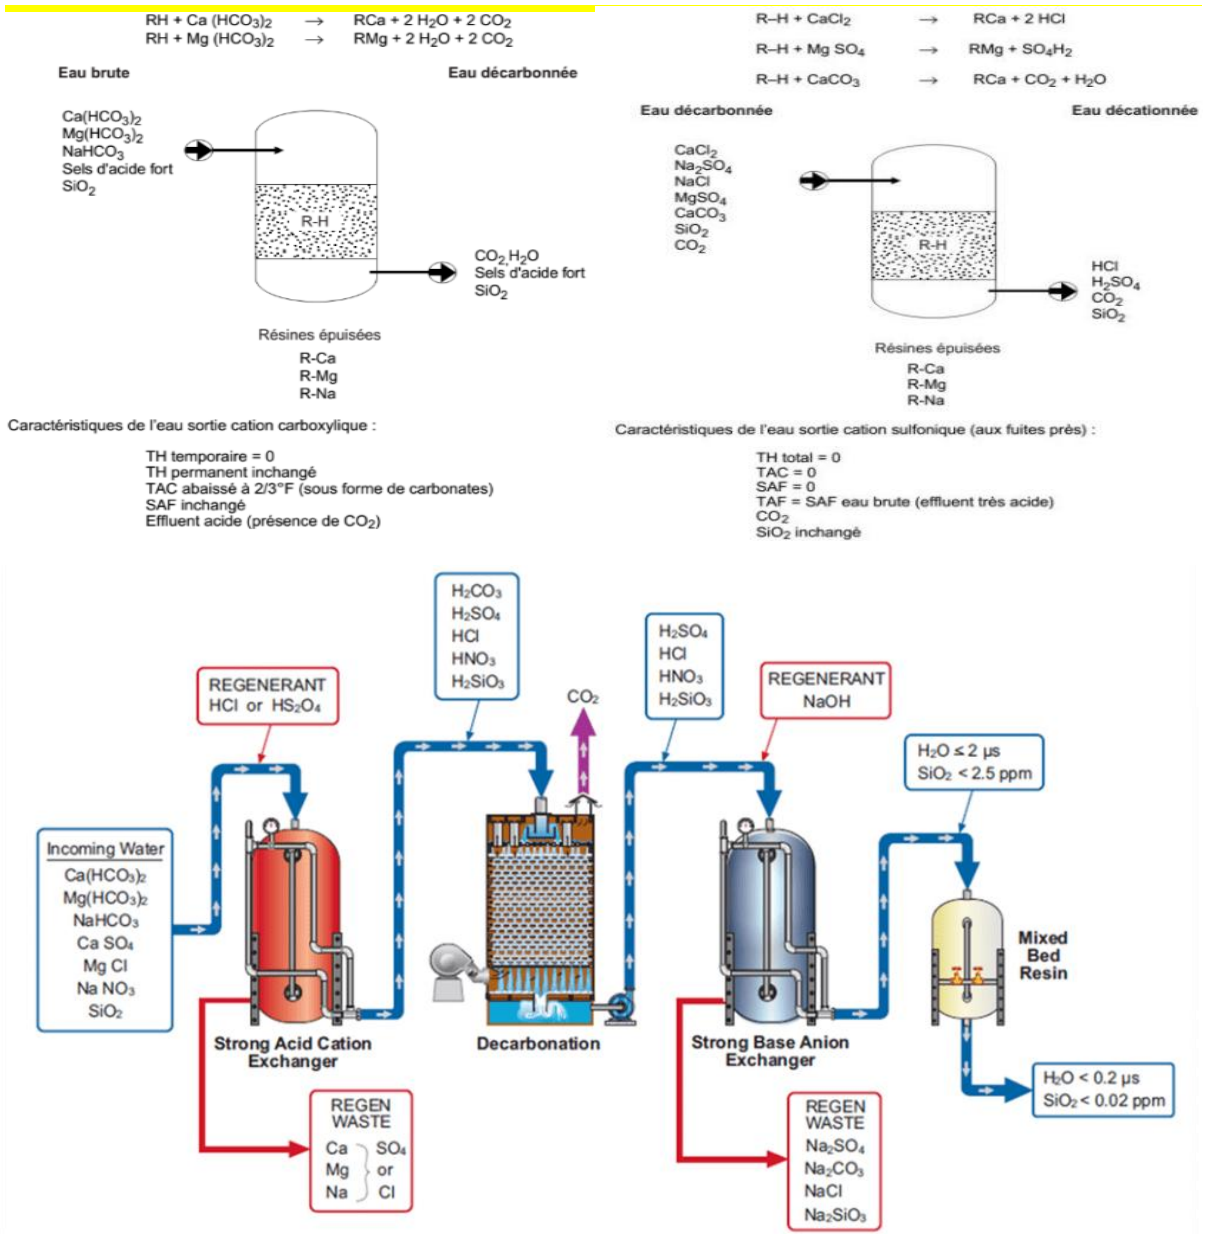 RH + Ca (HCO3)2 → RCa + 2 H2O + 2 CO2
RH + Mg (HCO3)2 → RMg + 2 H2O + 2 CO2
Eau brute Eau décarbonnée
Ca(HCO3)2
Mg(HCO3)2
NaHCO3
Sels d'acide fort
SiO2
R-H
CO2,H2O
Sels d'acide fort
SiO2
Résines épuisées
R-Ca
R-Mg
R-Na
Caractéristiques de l'eau sortie cation carboxylique :
TH temporaire = 0
TH permanent inchangé
TAC abaissé à 2/3°F (sous forme de carbonates)
SAF inchangé
Effluent acide (présence de CO2)
R–H + CaCl2 → RCa + 2 HCl
R–H + Mg SO4 → RMg + SO4H2
R–H + CaCO3 → RCa + CO2 + H2O
Eau décarbonnée Eau décationnée
CaCl2
Na2SO4
NaCl
MgSO4
CaCO3
SiO2
CO2
R-H
HCl
H2SO4
CO2
SiO2
Résines épuisées
R-Ca
R-Mg
R-Na
Caractéristiques de l'eau sortie cation sulfonique (aux fuites près) :
TH total = 0
TAC = 0
SAF = 0
TAF = SAF eau brute (effluent très acide)
CO2
SiO2 inchangé
Incoming Water
Ca(HCO3)2
Mg(HCO3)2
NaHCO3
Ca SO4
Mg Cl
Na NO3
SiO2
REGENERANT
HCl or HS2O4
Strong Acid Cation
Exchanger
REGEN
WASTE
Ca SO4
Mg or
Na Cl
H2CO3
H2SO4
HCl
HNO3
H2SiO3
CO2
Decarbonation
H2SO4
HCl
HNO3
H2SiO3
REGENERANT
NaOH
Strong Base Anion
Exchanger
REGEN
WASTE
Na2SO4
Na2CO3
NaCl
Na2SiO3
H2O ≤ 2 µs
SiO2 < 2.5 ppm
Mixed
Bed
Resin
H2O < 0.2 µs
SiO2 < 0.02 ppm